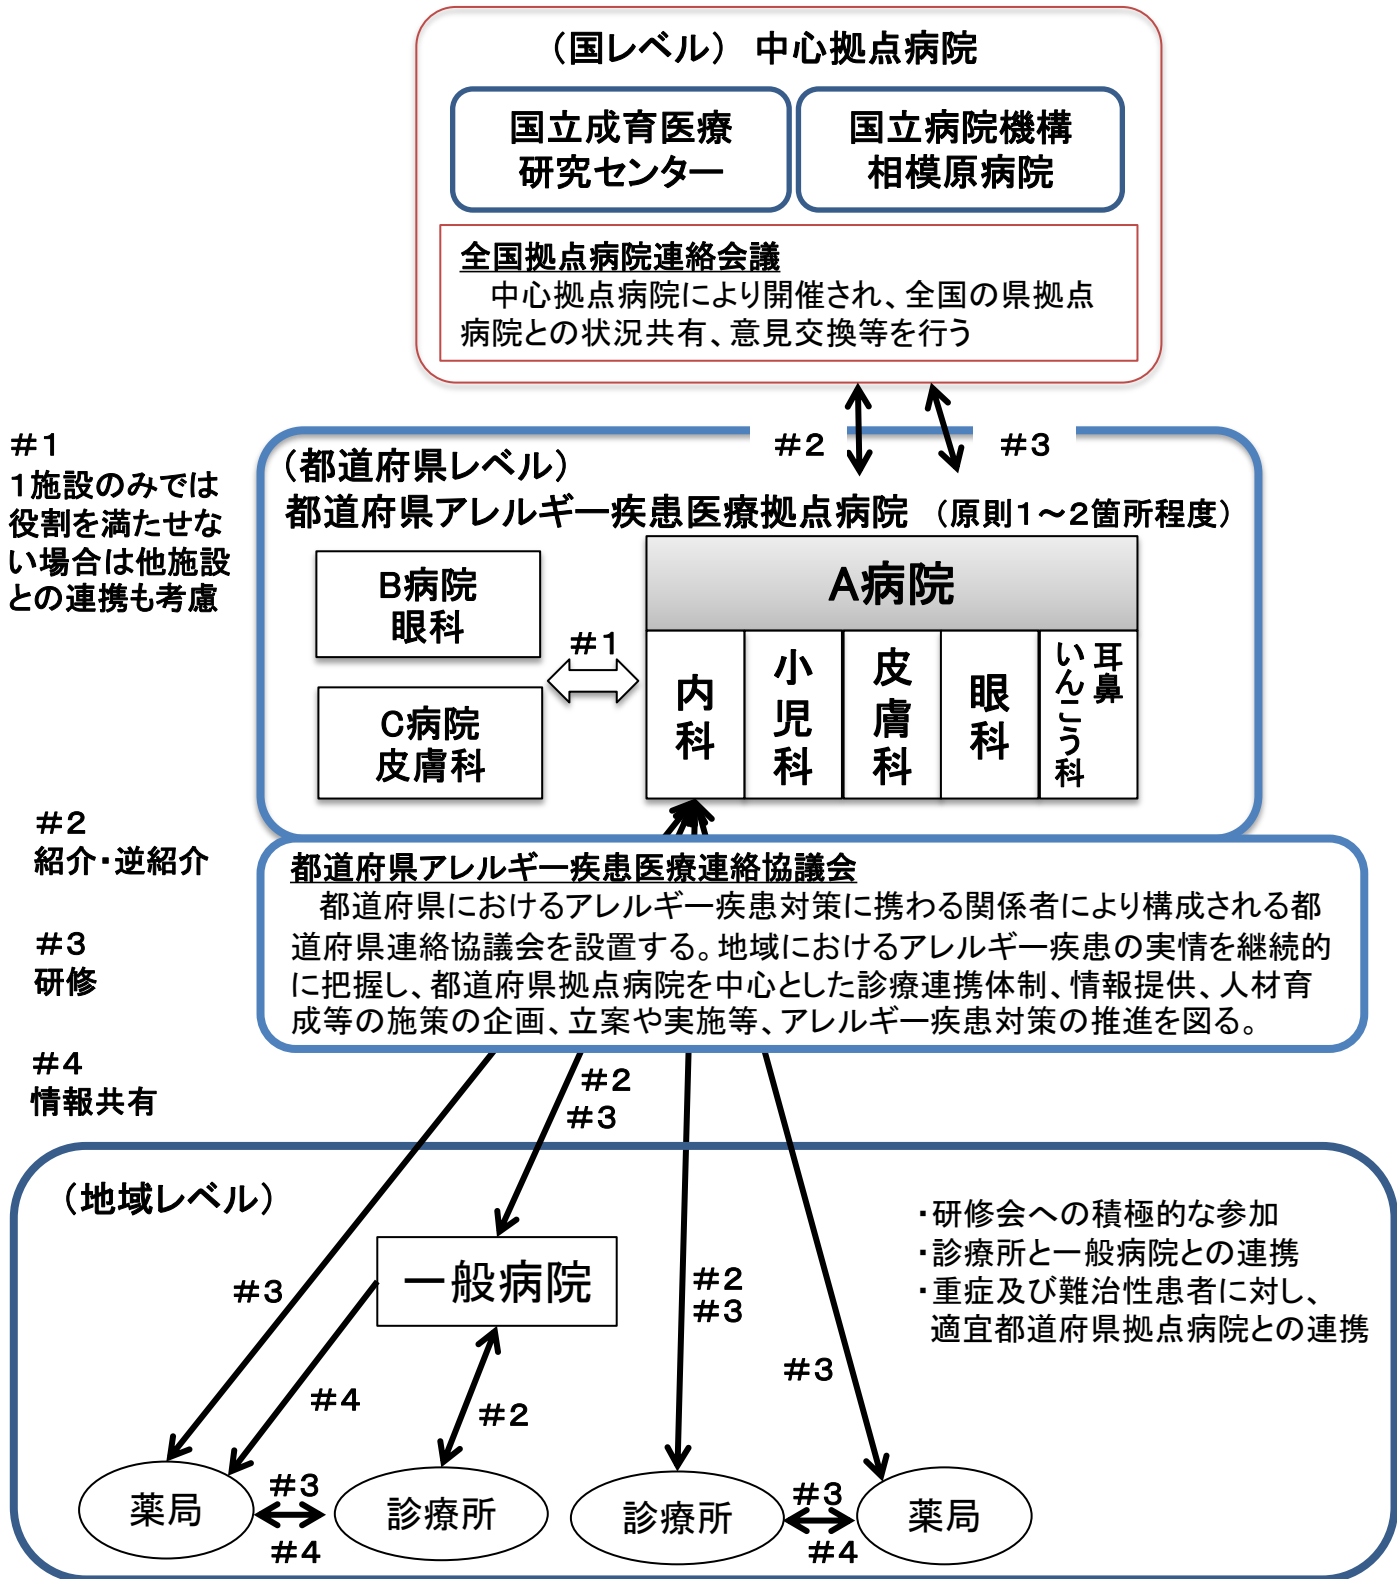 （国レベル） 中心拠点病院
国立成育医療
研究センター
国立病院機構
相模原病院
全国拠点病院連絡会議
中心拠点病院により開催され、全国の県拠点
病院との状況共有、意見交換等を行う
＃2
＃3
＃1
1施設のみでは
役割を満たせな
い場合は他施設
との連携も考慮
（都道府県レベル）
都道府県アレルギー疾患医療拠点病院 （原則1～2箇所程度）
B病院
眼科
C病院
皮膚科
＃1
A病院
内科
小児科
皮膚科
眼科
耳鼻
いんこう科
＃2
紹介・逆紹介
＃3
研修
＃4
情報共有
都道府県アレルギー疾患医療連絡協議会
都道府県におけるアレルギー疾患対策に携わる関係者により構成される都
道府県連絡協議会を設置する。地域におけるアレルギー疾患の実情を継続的
に把握し、都道府県拠点病院を中心とした診療連携体制、情報提供、人材育
成等の施策の企画、立案や実施等、アレルギー疾患対策の推進を図る。
＃2
＃3
（地域レベル）
・研修会への積極的な参加
・診療所と一般病院との連携
・重症及び難治性患者に対し、
適宜都道府県拠点病院との連携
一般病院
＃3
＃2
＃3
＃3
＃4
＃2
薬局
＃3
＃4
診療所
診療所
＃3
＃4
薬局